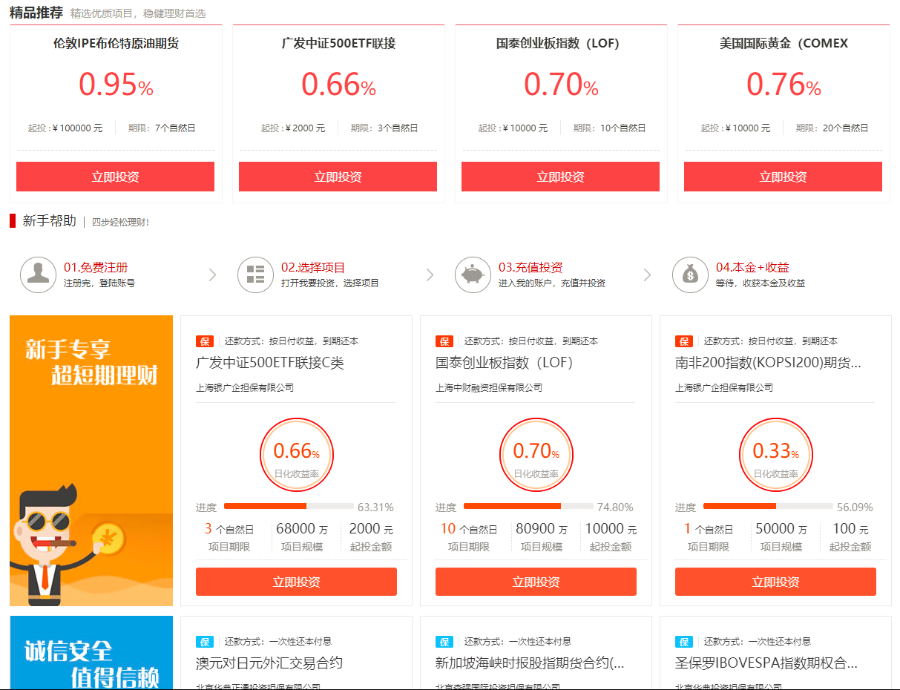 精品推荐 精选优质项目，稳健理财首选
伦敦IPE布伦特原油期货
0.95%
起投：¥ 100000 元 期限：7个自然日
立即投资
广发中证500ETF联接
0.66%
起投：¥ 2000 元 期限：3个自然日
立即投资
国泰创业板指数（LOF）
0.70%
起投：¥ 10000 元 期限：10个自然日
立即投资
美国国际黄金（COMEX
0.76%
起投：¥ 10000 元 期限：20个自然日
立即投资
新手帮助 | 四步轻松理财!
01.免费注册
注册完，登陆账号
02.选择项目
打开我要投资，选择项目
03.充值投资
进入我的账户，充值并投资
04.本金+收益
等待，收获本金及收益
新手专享
超短期理财
保 还款方式：按日付收益，到期还本
广发中证500ETF联接C类
上海银广企担保有限公司
0.66%
日化收益率
进度 63.31%
3 个自然日 68000 万 2000 元
项目期限 项目规模 起投金额
立即投资
保 还款方式：按日付收益，到期还本
国泰创业板指数（LOF）
上海中财融资担保有限公司
0.70%
日化收益率
进度 74.80%
10 个自然日 80900 万 10000 元
项目期限 项目规模 起投金额
立即投资
保 还款方式：按日付收益，到期还本
南非200指数(KOPSI200)期货...
上海银广企担保有限公司
0.33%
日化收益率
进度 56.09%
1 个自然日 50000 万 100 元
项目期限 项目规模 起投金额
立即投资
诚信安全
值得信赖
保 还款方式：一次性还本付息
澳元对日元外汇交易合约
保 还款方式：一次性还本付息
新加坡海峡时报股指期货合约(...
保 还款方式：一次性还本付息
圣保罗IBOVESPA指数期权合...